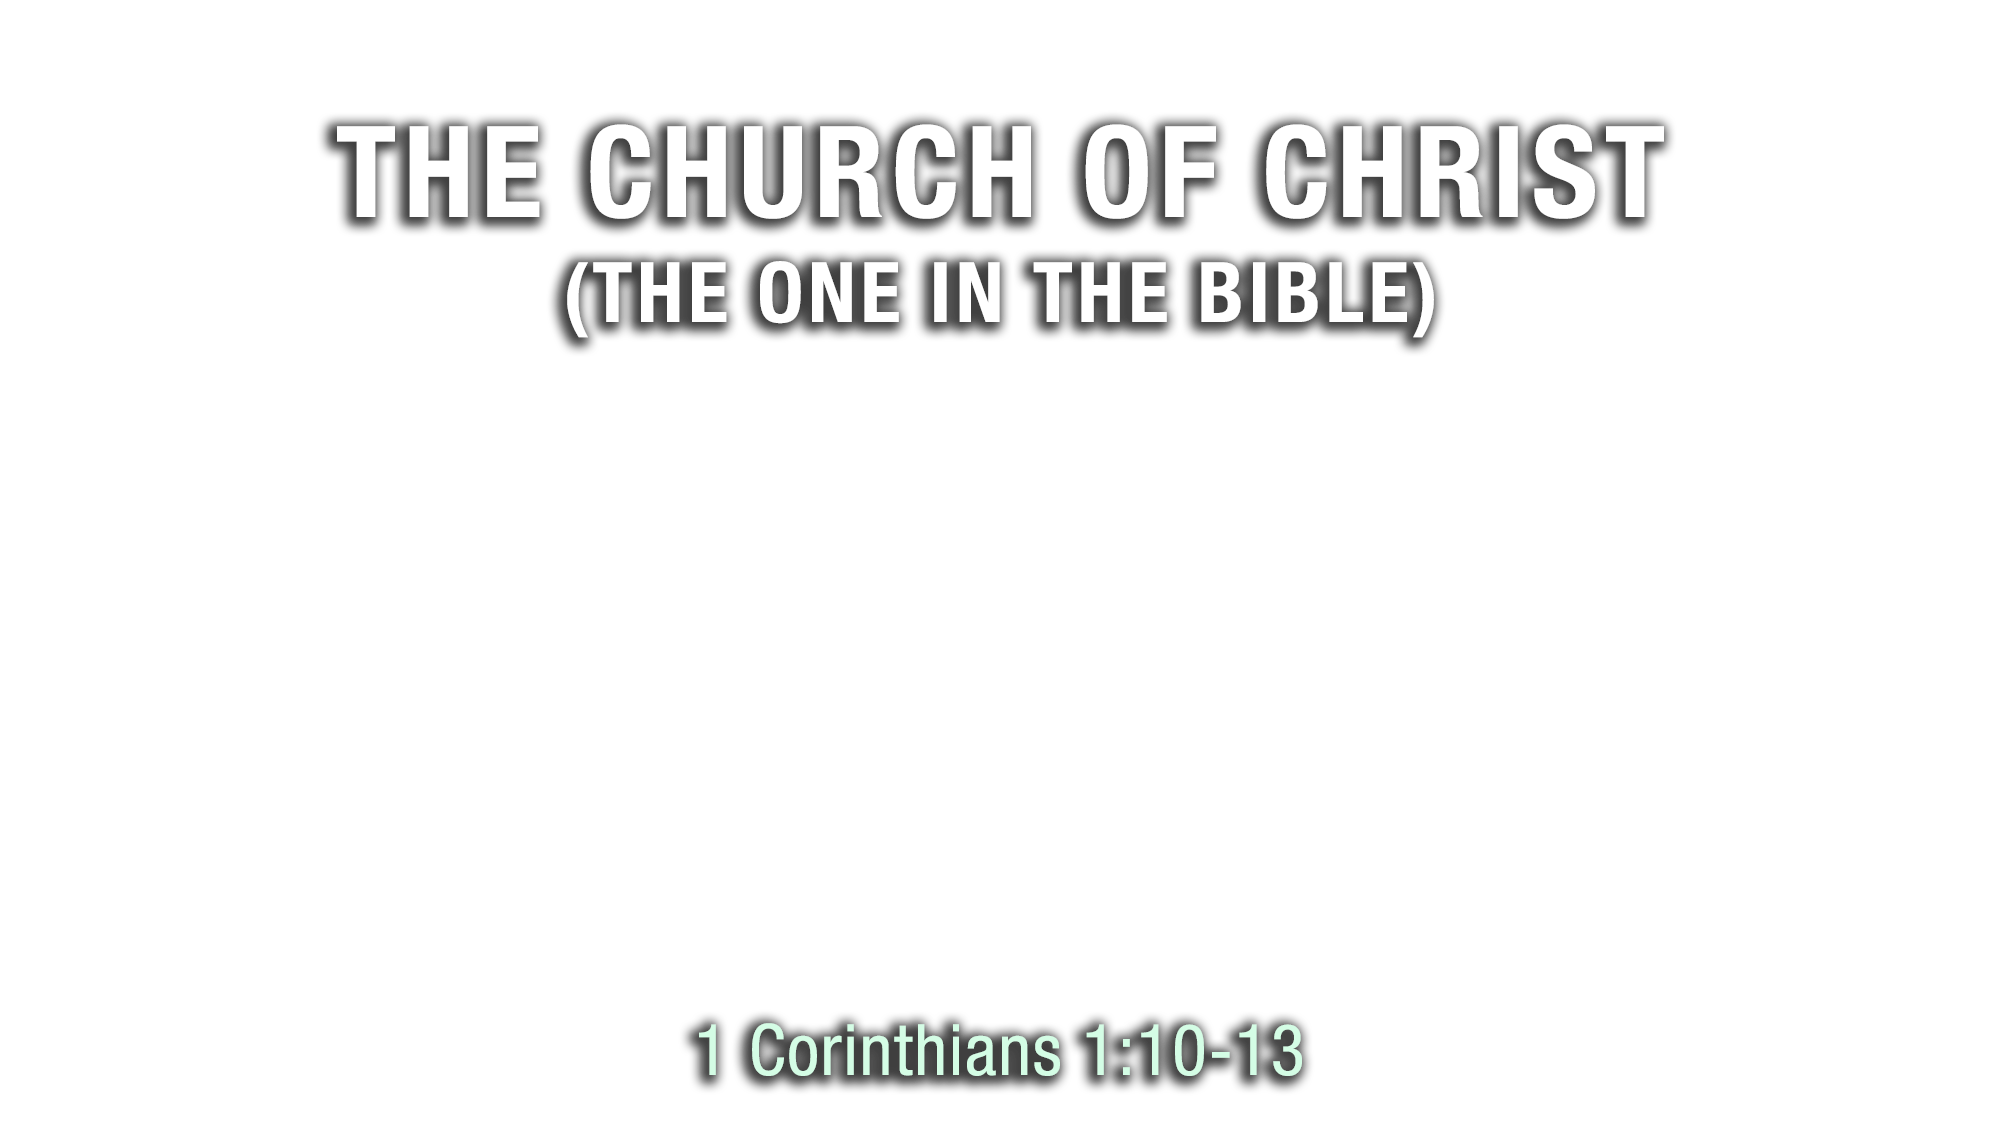 THE CHURCH OF CHRIST
(THE ONE IN THE BIBLE)
1 Corinthians 1:10-13